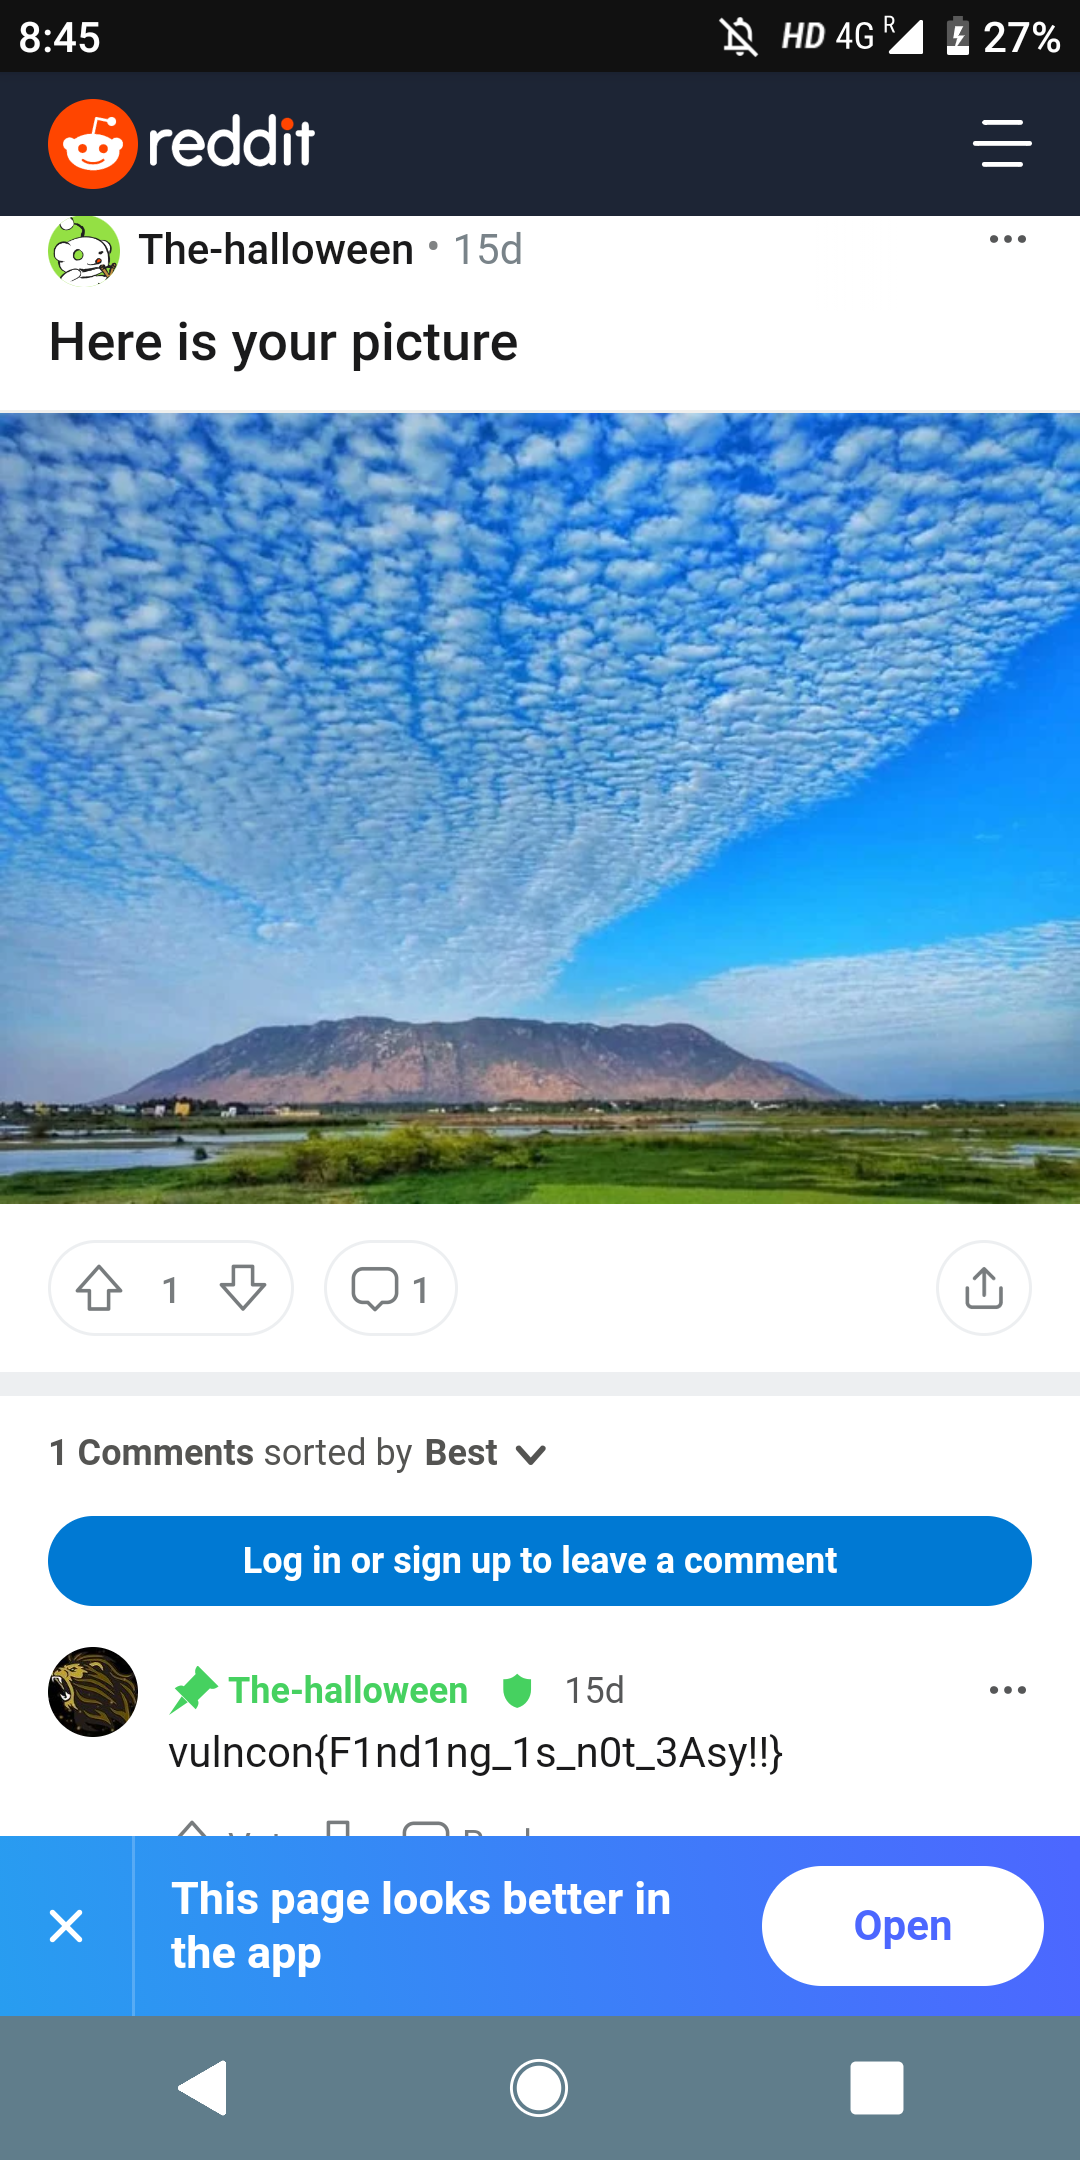 8:45 HD 4G R 27%
reddit
The-halloween • 15d
Here is your picture
1 1
1 Comments sorted by Best
Log in or sign up to leave a comment
The-halloween 15d
vulncon{F1nd1ng_1s_n0t_3Asy!!}
This page looks better in
the app
Open